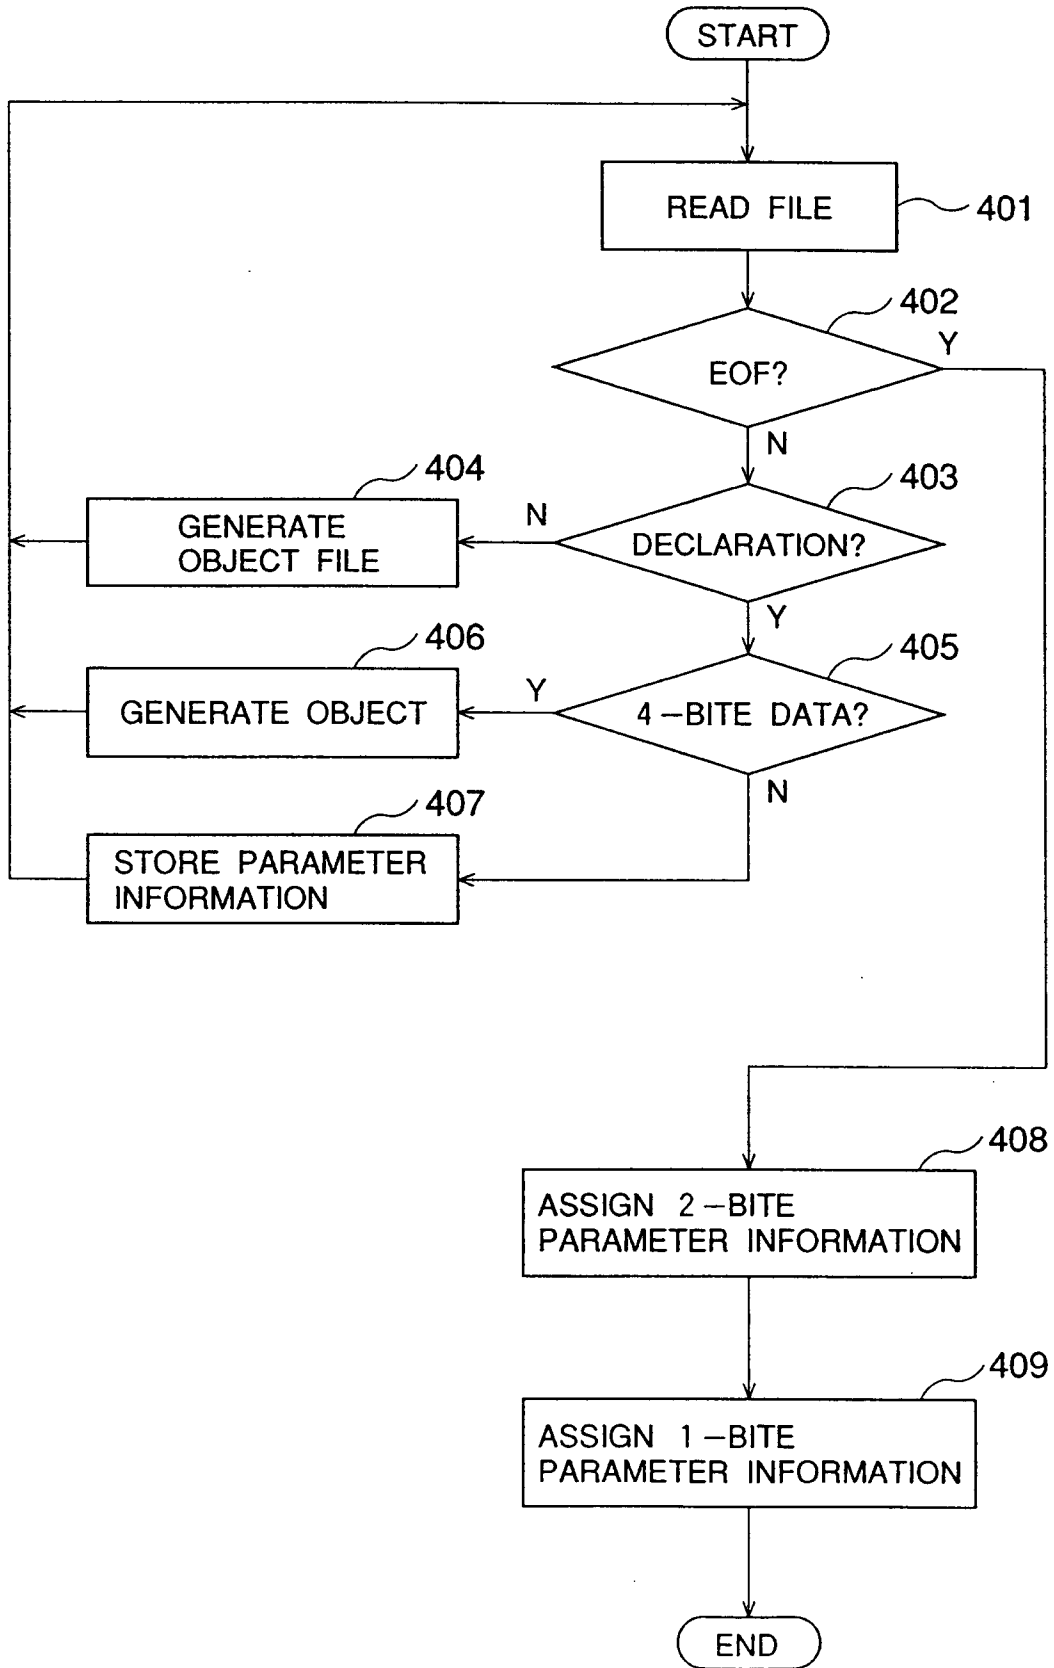 START
READ FILE
401
402
Y
EOF?
N
404
403
GENERATE
OBJECT FILE
N
DECLARATION?
Y
406
405
GENERATE OBJECT
Y
4-BITE DATA?
N
407
STORE PARAMETER
INFORMATION
408
ASSIGN 2-BITE
PARAMETER INFORMATION
409
ASSIGN 1-BITE
PARAMETER INFORMATION
END